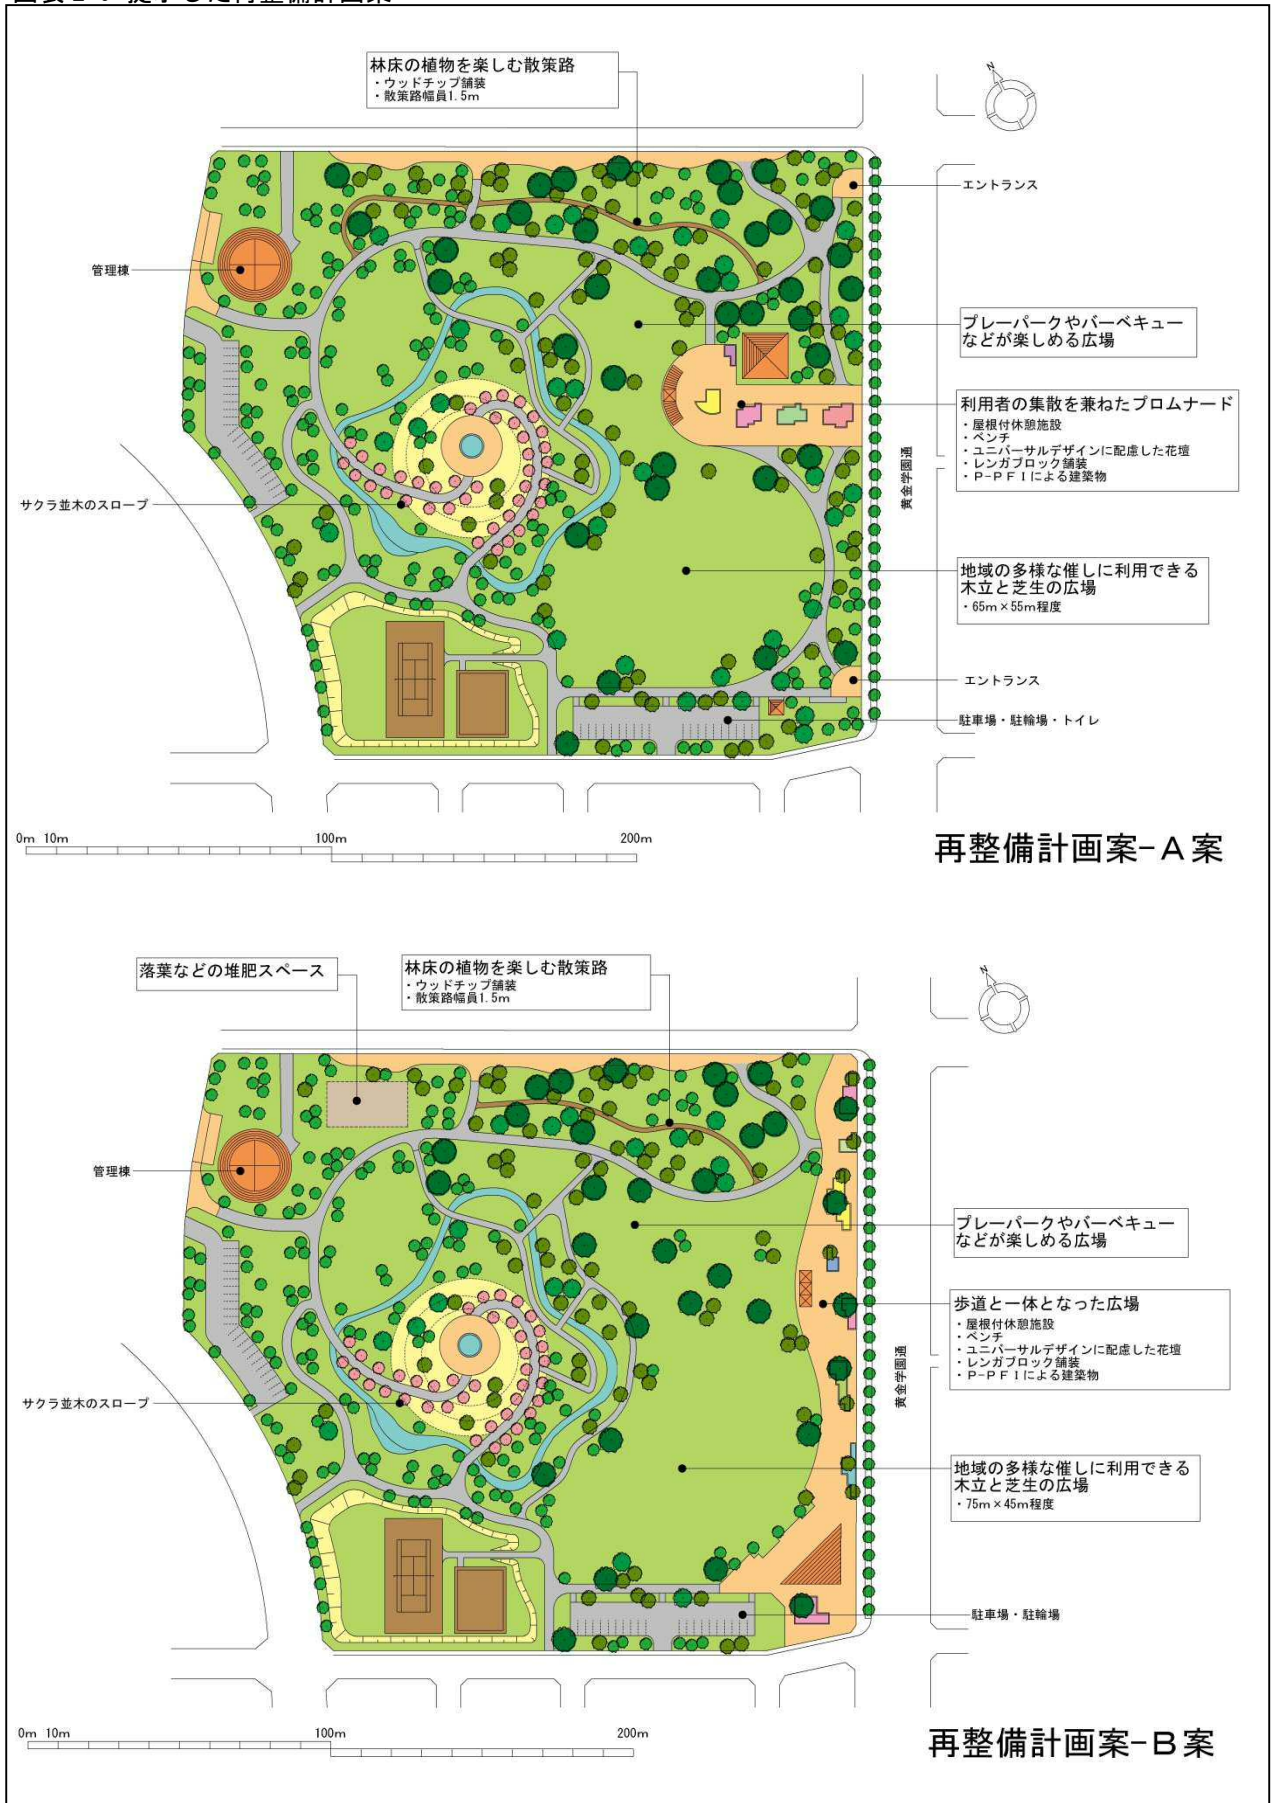 林床の植物を楽しむ散策路
・ウッドチップ舗装
・散策路幅員1.5m
N
エントランス
管理棟
プレーパークやバーベキュー
などが楽しめる広場
利用者の集散を兼ねたプロムナード
・屋根付休憩施設
・ベンチ
・ユニバーサルデザインに配慮した花壇
・レンガブロック舗装
・P-PFIによる建築物
黄金学園通
サクラ並木のスロープ
地域の多様な催しに利用できる
木立と芝生の広場
・65m×55m程度
エントランス
駐車場・駐輪場・トイレ
0m 10m 100m 200m
再整備計画案-A案
落葉などの堆肥スペース
林床の植物を楽しむ散策路
・ウッドチップ舗装
・散策路幅員1.5m
N
管理棟
プレーパークやバーベキュー
などが楽しめる広場
歩道と一体となった広場
・屋根付休憩施設
・ベンチ
・ユニバーサルデザインに配慮した花壇
・レンガブロック舗装
・P-PFIによる建築物
黄金学園通
サクラ並木のスロープ
地域の多様な催しに利用できる
木立と芝生の広場
・75m×45m程度
駐車場・駐輪場
0m 10m 100m 200m
再整備計画案-B案